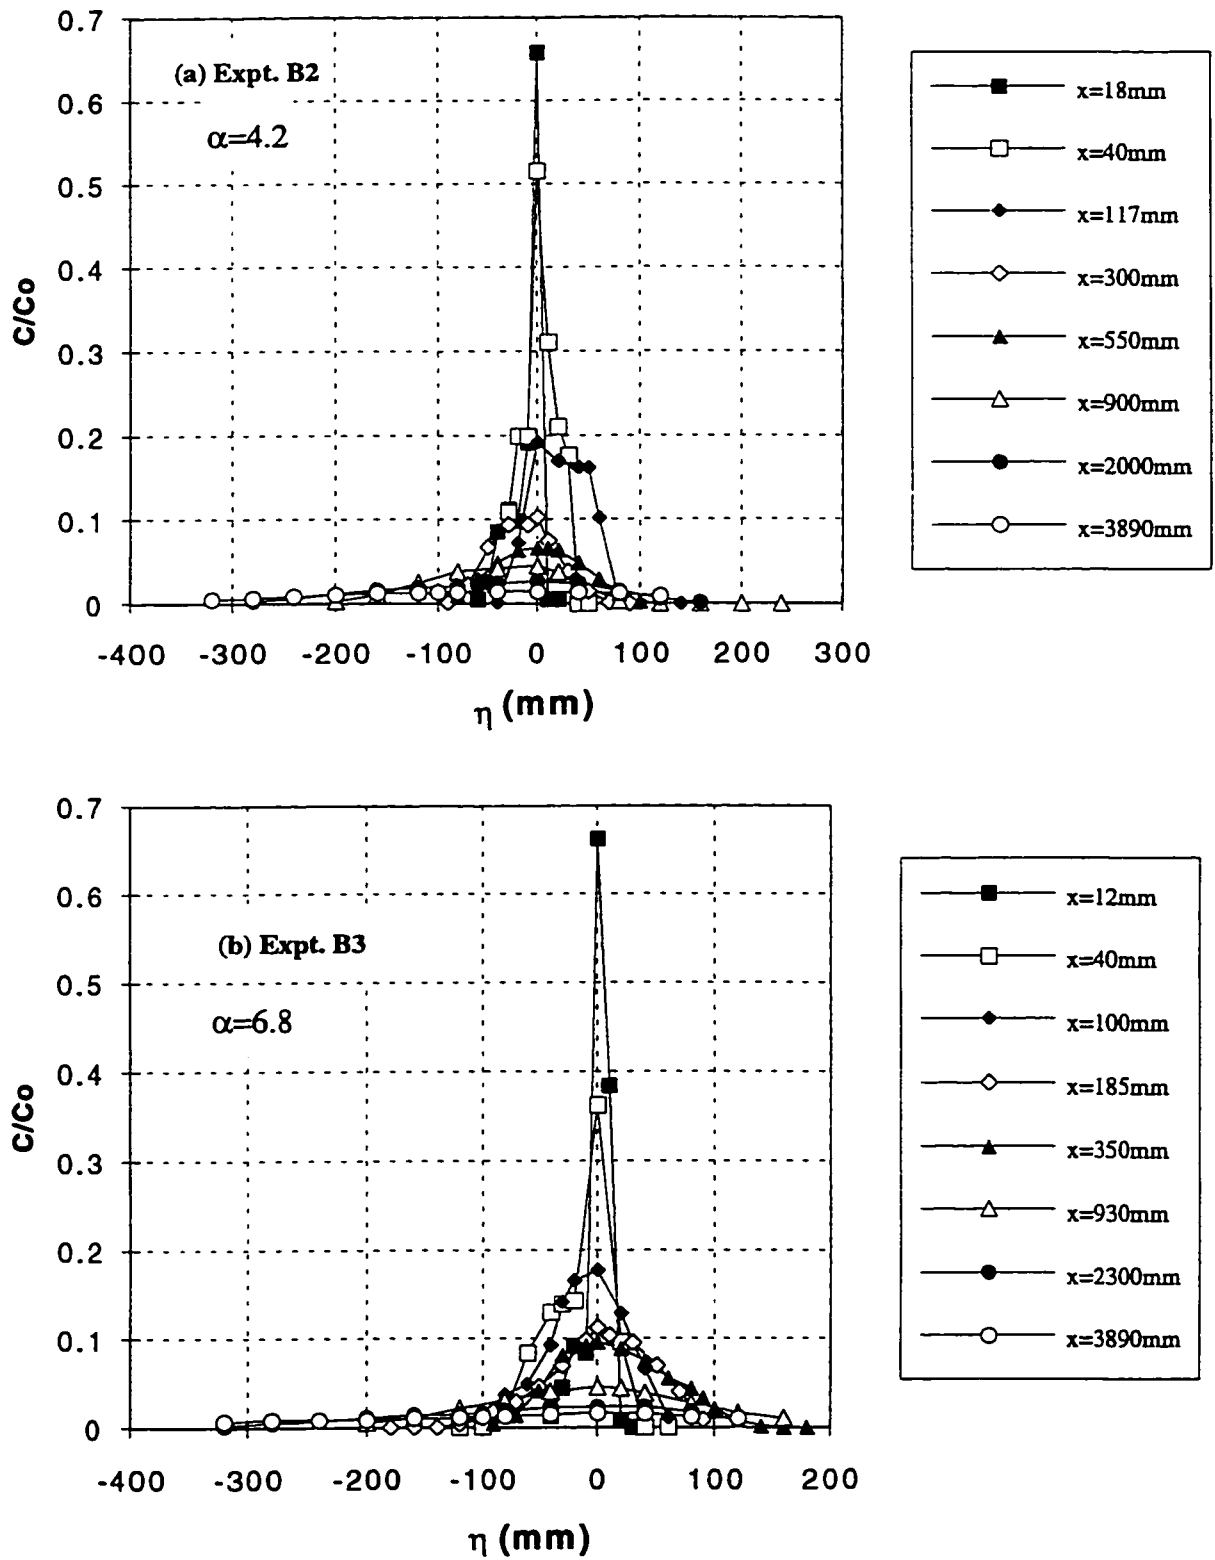 0.7
(a) Expt. B2
0.6
α=4.2
0.5
0.4
C/Co
0.3
0.2
0.1
0
-400 -300 -200 -100 0 100 200 300
η (mm)
x=18mm
x=40mm
x=117mm
x=300mm
x=550mm
x=900mm
x=2000mm
x=3890mm
0.7
0.6
(b) Expt. B3
0.5
α=6.8
0.4
C/Co
0.3
0.2
0.1
0
-400 -300 -200 -100 0 100 200
η (mm)
x=12mm
x=40mm
x=100mm
x=185mm
x=350mm
x=930mm
x=2300mm
x=3890mm